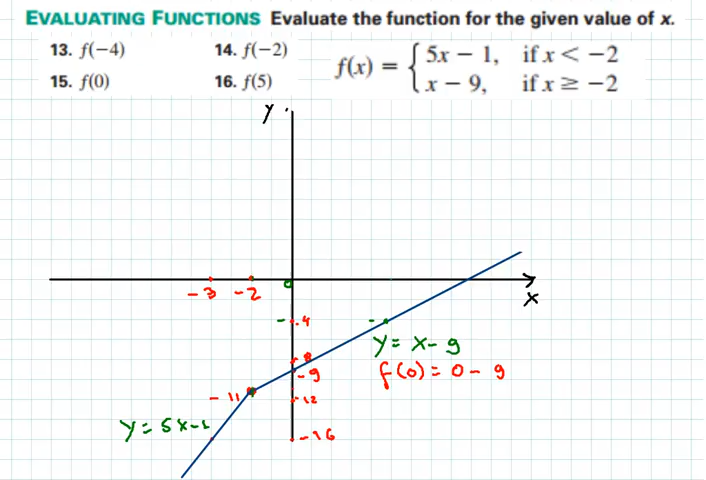 EVALUATING FUNCTIONS Evaluate the function for the given value of x.
13. f(−4) 14. f(−2)
15. f(0) 16. f(5)
f(x) = { 5x − 1, if x < −2
x − 9, if x ≥ −2
y
-3 -2 0
x
-4
-8
-9
-11
-12
-16
y = x - 9
f(0) = 0 - 9
y = 5x-1